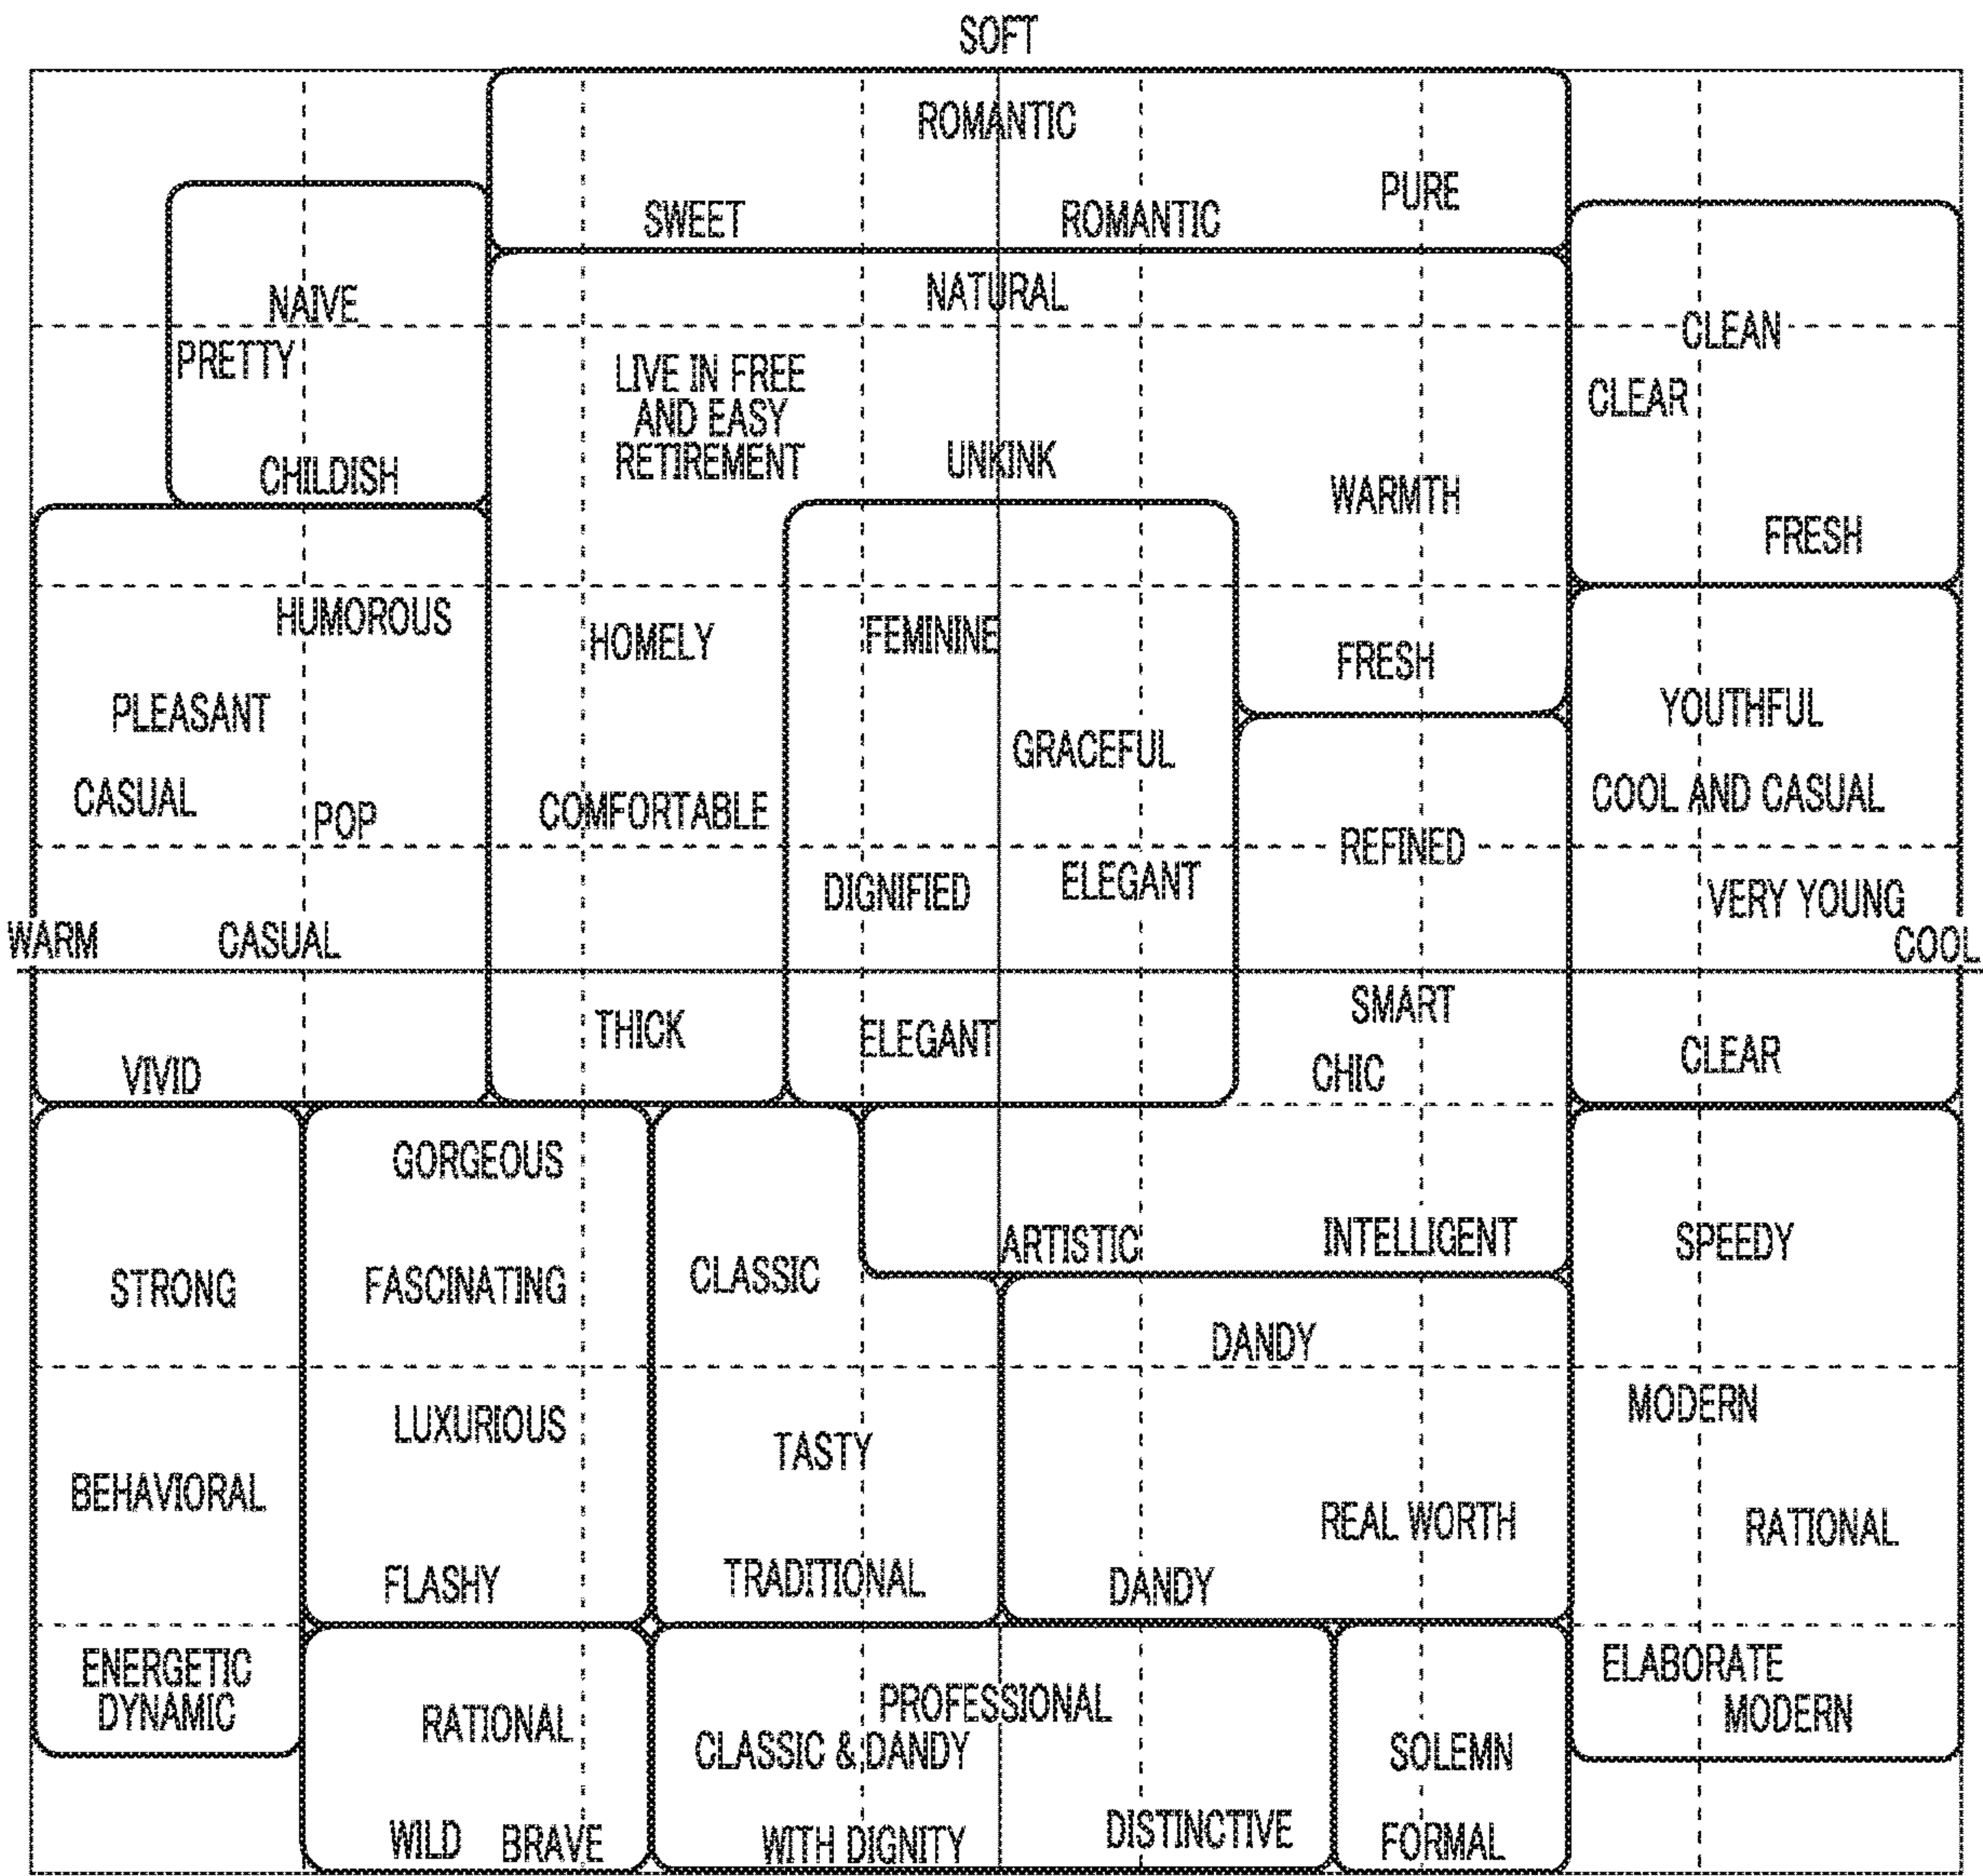 SOFT
ROMANTIC
PURE
SWEET
ROMANTIC
NATURAL
NAIVE
CLEAN
PRETTY
LIVE IN FREE
AND EASY
RETIREMENT
CLEAR
UNKINK
CHILDISH
WARMTH
FRESH
HUMOROUS
HOMELY
FEMININE
FRESH
PLEASANT
YOUTHFUL
GRACEFUL
CASUAL
POP
COMFORTABLE
COOL AND CASUAL
REFINED
DIGNIFIED
ELEGANT
VERY YOUNG
WARM
CASUAL
COOL
THICK
ELEGANT
SMART
VIVID
CHIC
CLEAR
GORGEOUS
ARTISTIC
INTELLIGENT
SPEEDY
STRONG
FASCINATING
CLASSIC
DANDY
LUXURIOUS
TASTY
MODERN
BEHAVIORAL
REAL WORTH
RATIONAL
FLASHY
TRADITIONAL
DANDY
ENERGETIC
DYNAMIC
ELABORATE
MODERN
RATIONAL
PROFESSIONAL
CLASSIC & DANDY
SOLEMN
WILD
BRAVE
WITH DIGNITY
DISTINCTIVE
FORMAL